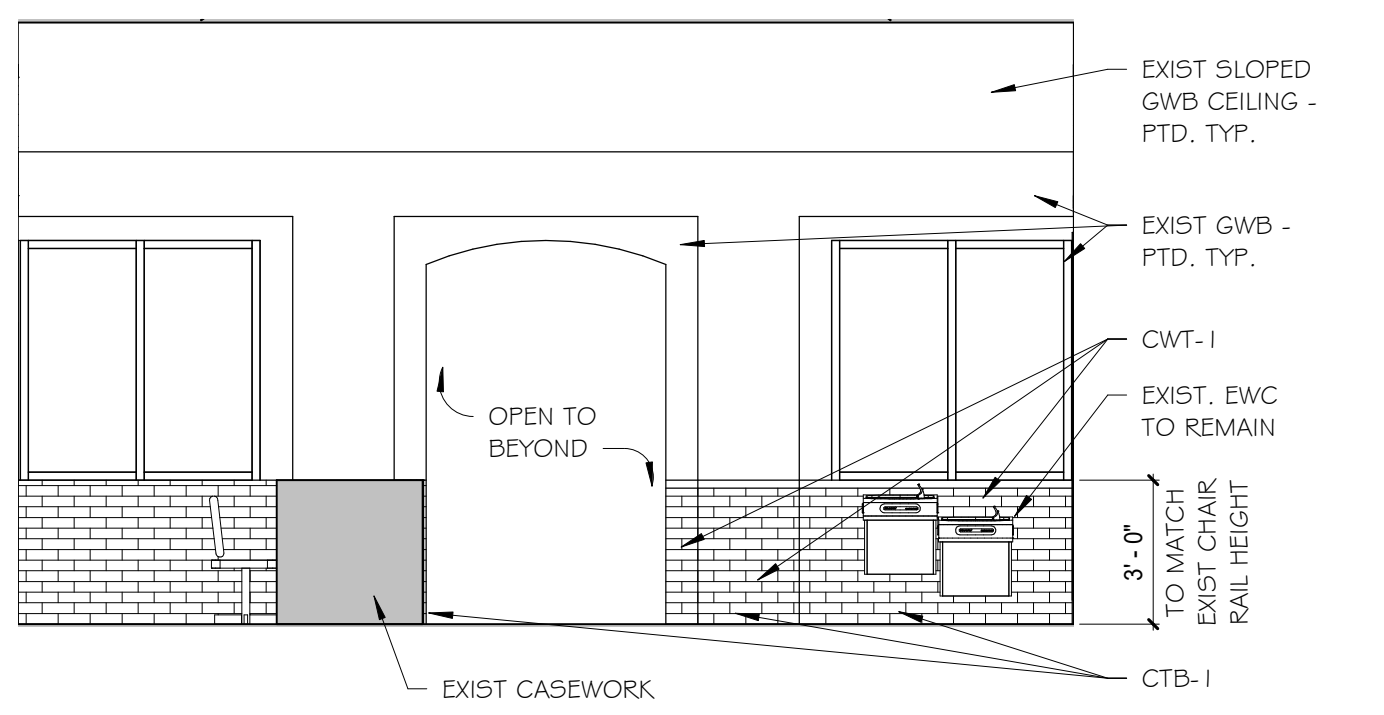 EXIST SLOPED
GWB CEILING -
PTD. TYP.
EXIST GWB -
PTD. TYP.
CWT-1
EXIST. EWC
TO REMAIN
OPEN TO
BEYOND
3' - 0"
TO MATCH
EXIST CHAIR
RAIL HEIGHT
EXIST CASEWORK
CTB-1